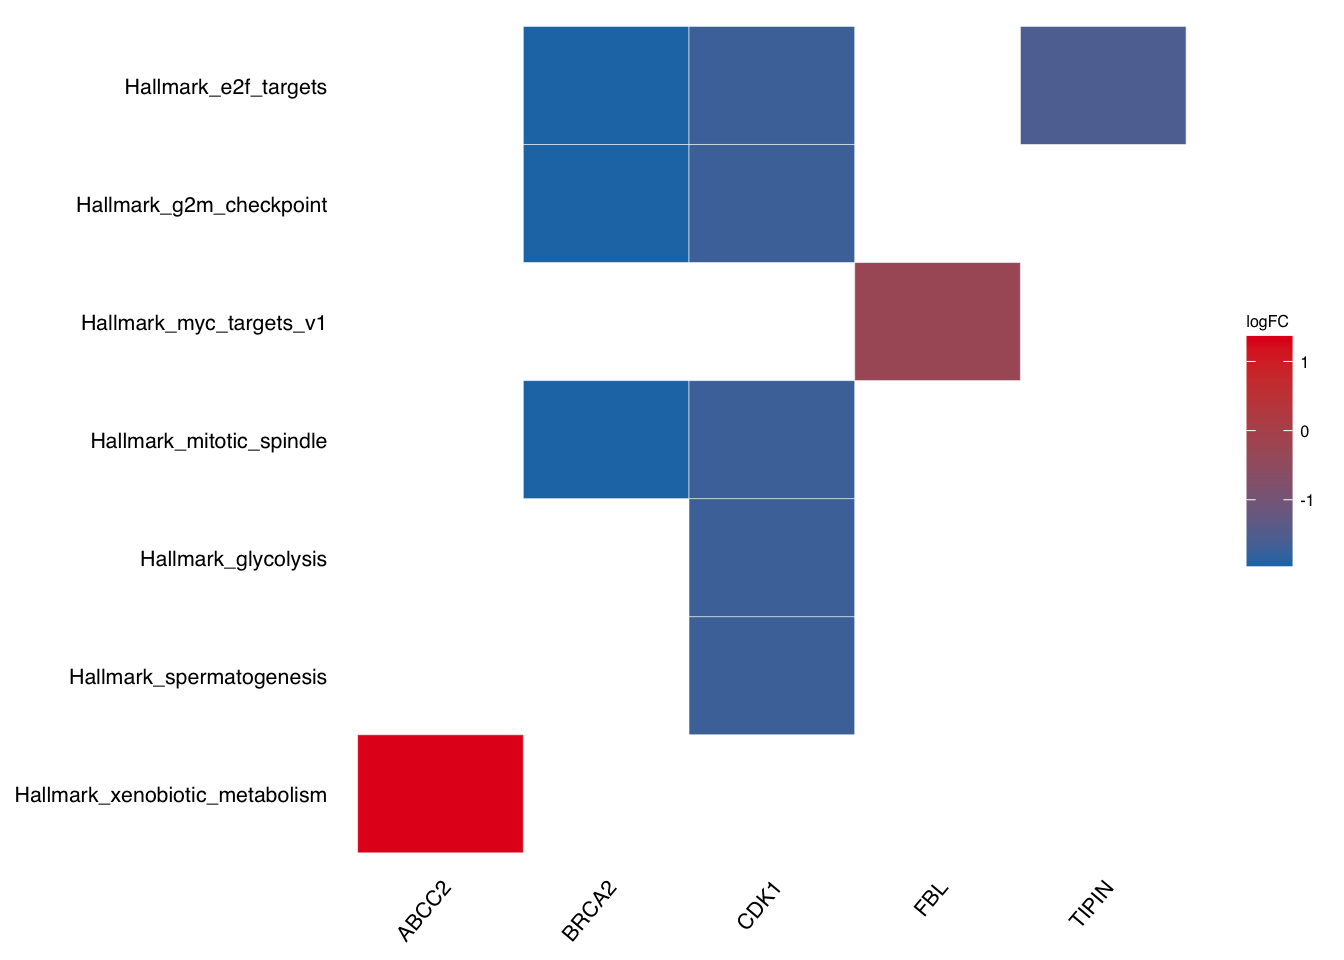 Hallmark_e2f_targets
Hallmark_g2m_checkpoint
Hallmark_myc_targets_v1
Hallmark_mitotic_spindle
Hallmark_glycolysis
Hallmark_spermatogenesis
Hallmark_xenobiotic_metabolism
ABCC2
BRCA2
CDK1
FBL
TIPIN
logFC
1
0
-1